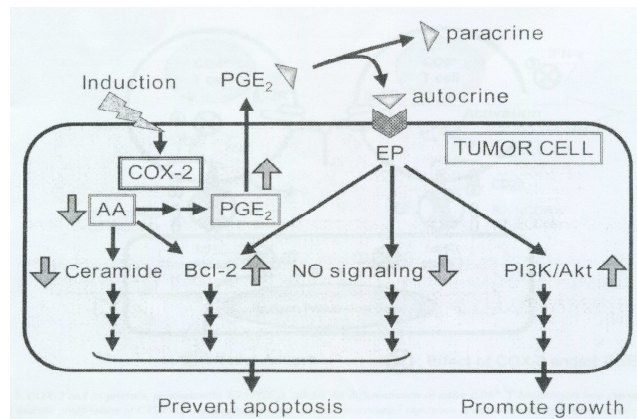 paracrine
Induction
PGE₂
autocrine
EP
TUMOR CELL
COX-2
AA
PGE₂
Ceramide
Bcl-2
NO signaling
PI3K/Akt
Prevent apoptosis
Promote growth